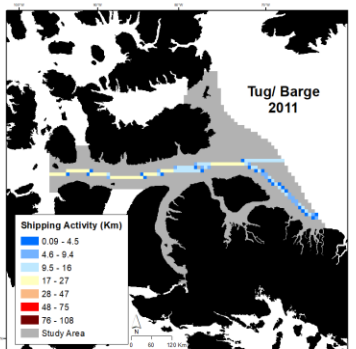 Tug/ Barge
2011
Shipping Activity (Km)
0.09 - 4.5
4.6 - 9.4
9.5 - 16
17 - 27
28 - 47
48 - 75
76 - 108
Study Area
N
0 60 120 Km